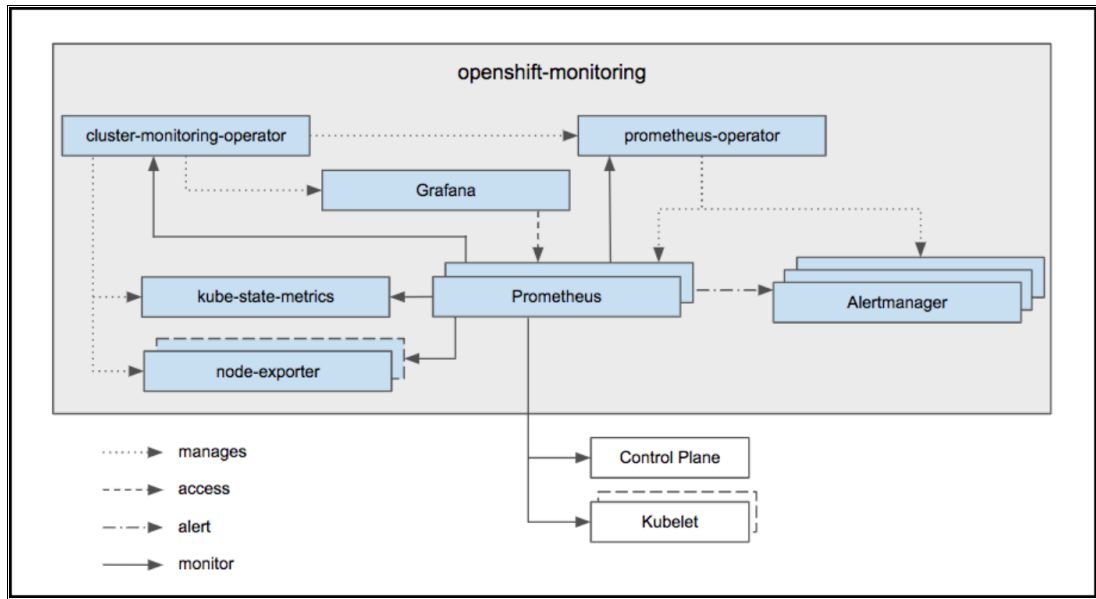 openshift-monitoring
cluster-monitoring-operator
prometheus-operator
Grafana
kube-state-metrics
Prometheus
Alertmanager
node-exporter
Control Plane
Kubelet
manages
access
alert
monitor